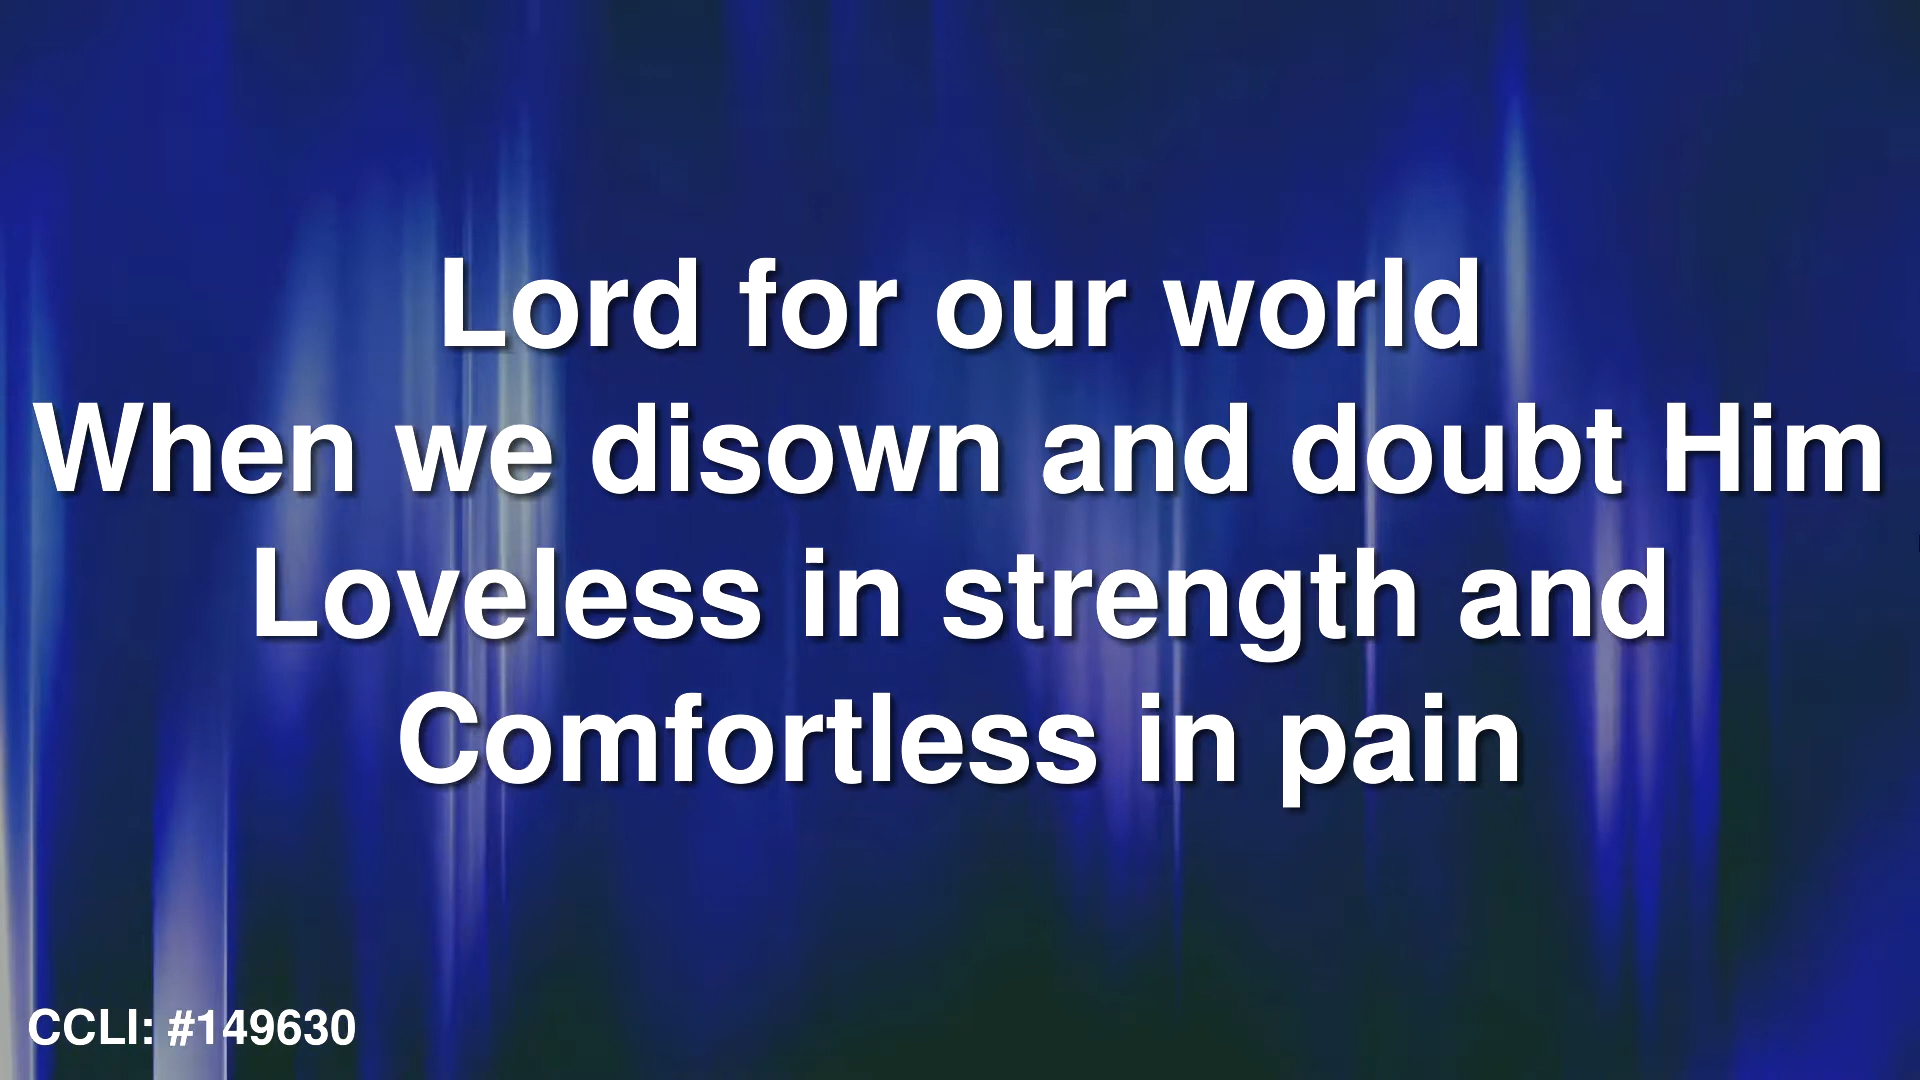 Lord for our world
When we disown and doubt Him
Loveless in strength and
Comfortless in pain
CCLI: #149630